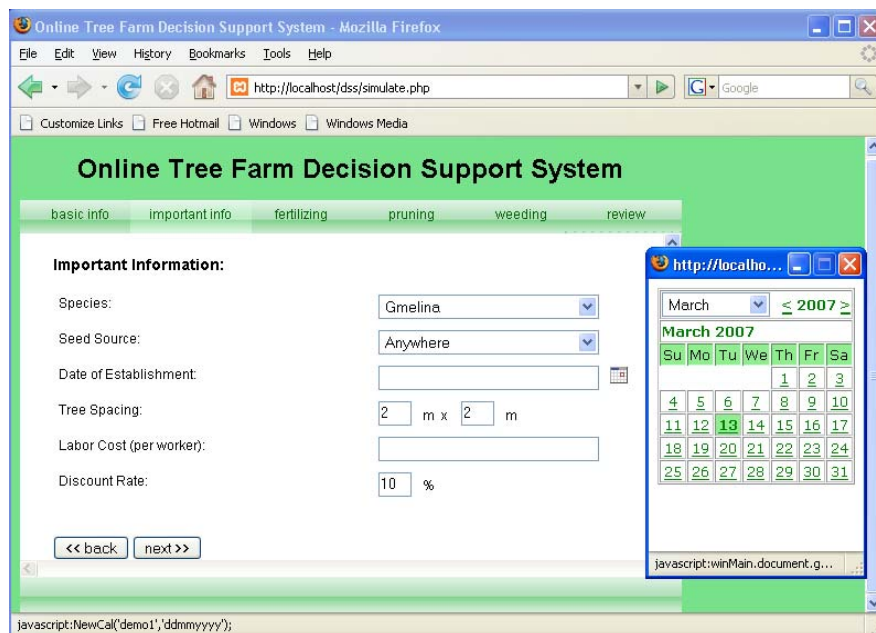 Online Tree Farm Decision Support System - Mozilla Firefox
File Edit View History Bookmarks Tools Help
http://localhost/dss/simulate.php
G Google
Customize Links Free Hotmail Windows Windows Media
Online Tree Farm Decision Support System
basic info important info fertilizing pruning weeding review
Important Information:
Species: Gmelina
Seed Source: Anywhere
Date of Establishment:
Tree Spacing: 2 m x 2 m
Labor Cost (per worker):
Discount Rate: 10 %
<< back next >>
http://localho...
March < 2007 >
March 2007
Su Mo Tu We Th Fr Sa
1 2 3
4 5 6 7 8 9 10
11 12 13 14 15 16 17
18 19 20 21 22 23 24
25 26 27 28 29 30 31
javascript:winMain.document.g...
javascript:NewCal('demo1','ddmmyyyy');